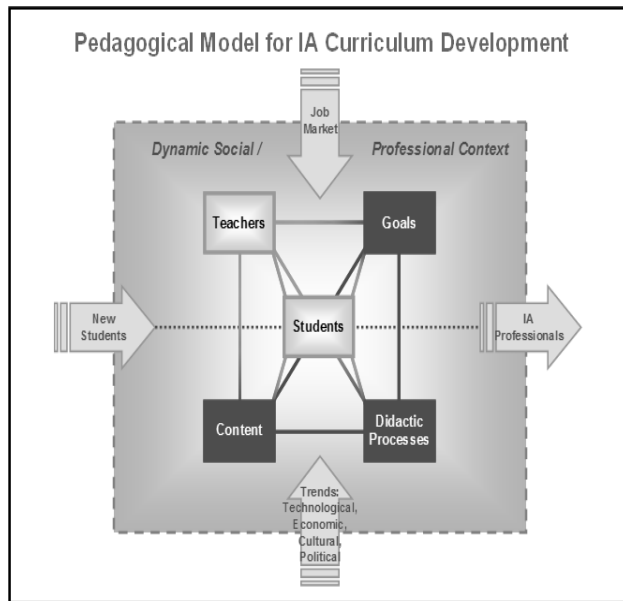 Pedagogical Model for IA Curriculum Development
Job
Market
Dynamic Social /
Professional Context
Teachers
Goals
New
Students
Students
IA
Professionals
Content
Didactic
Processes
Trends:
Technological,
Economic,
Cultural,
Political